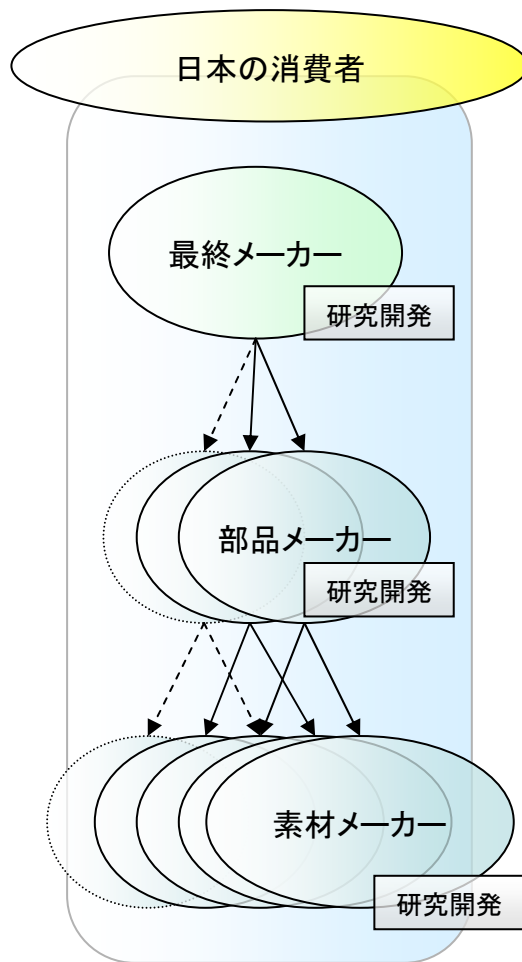 日本の消費者
最終メーカー
研究開発
部品メーカー
研究開発
素材メーカー
研究開発